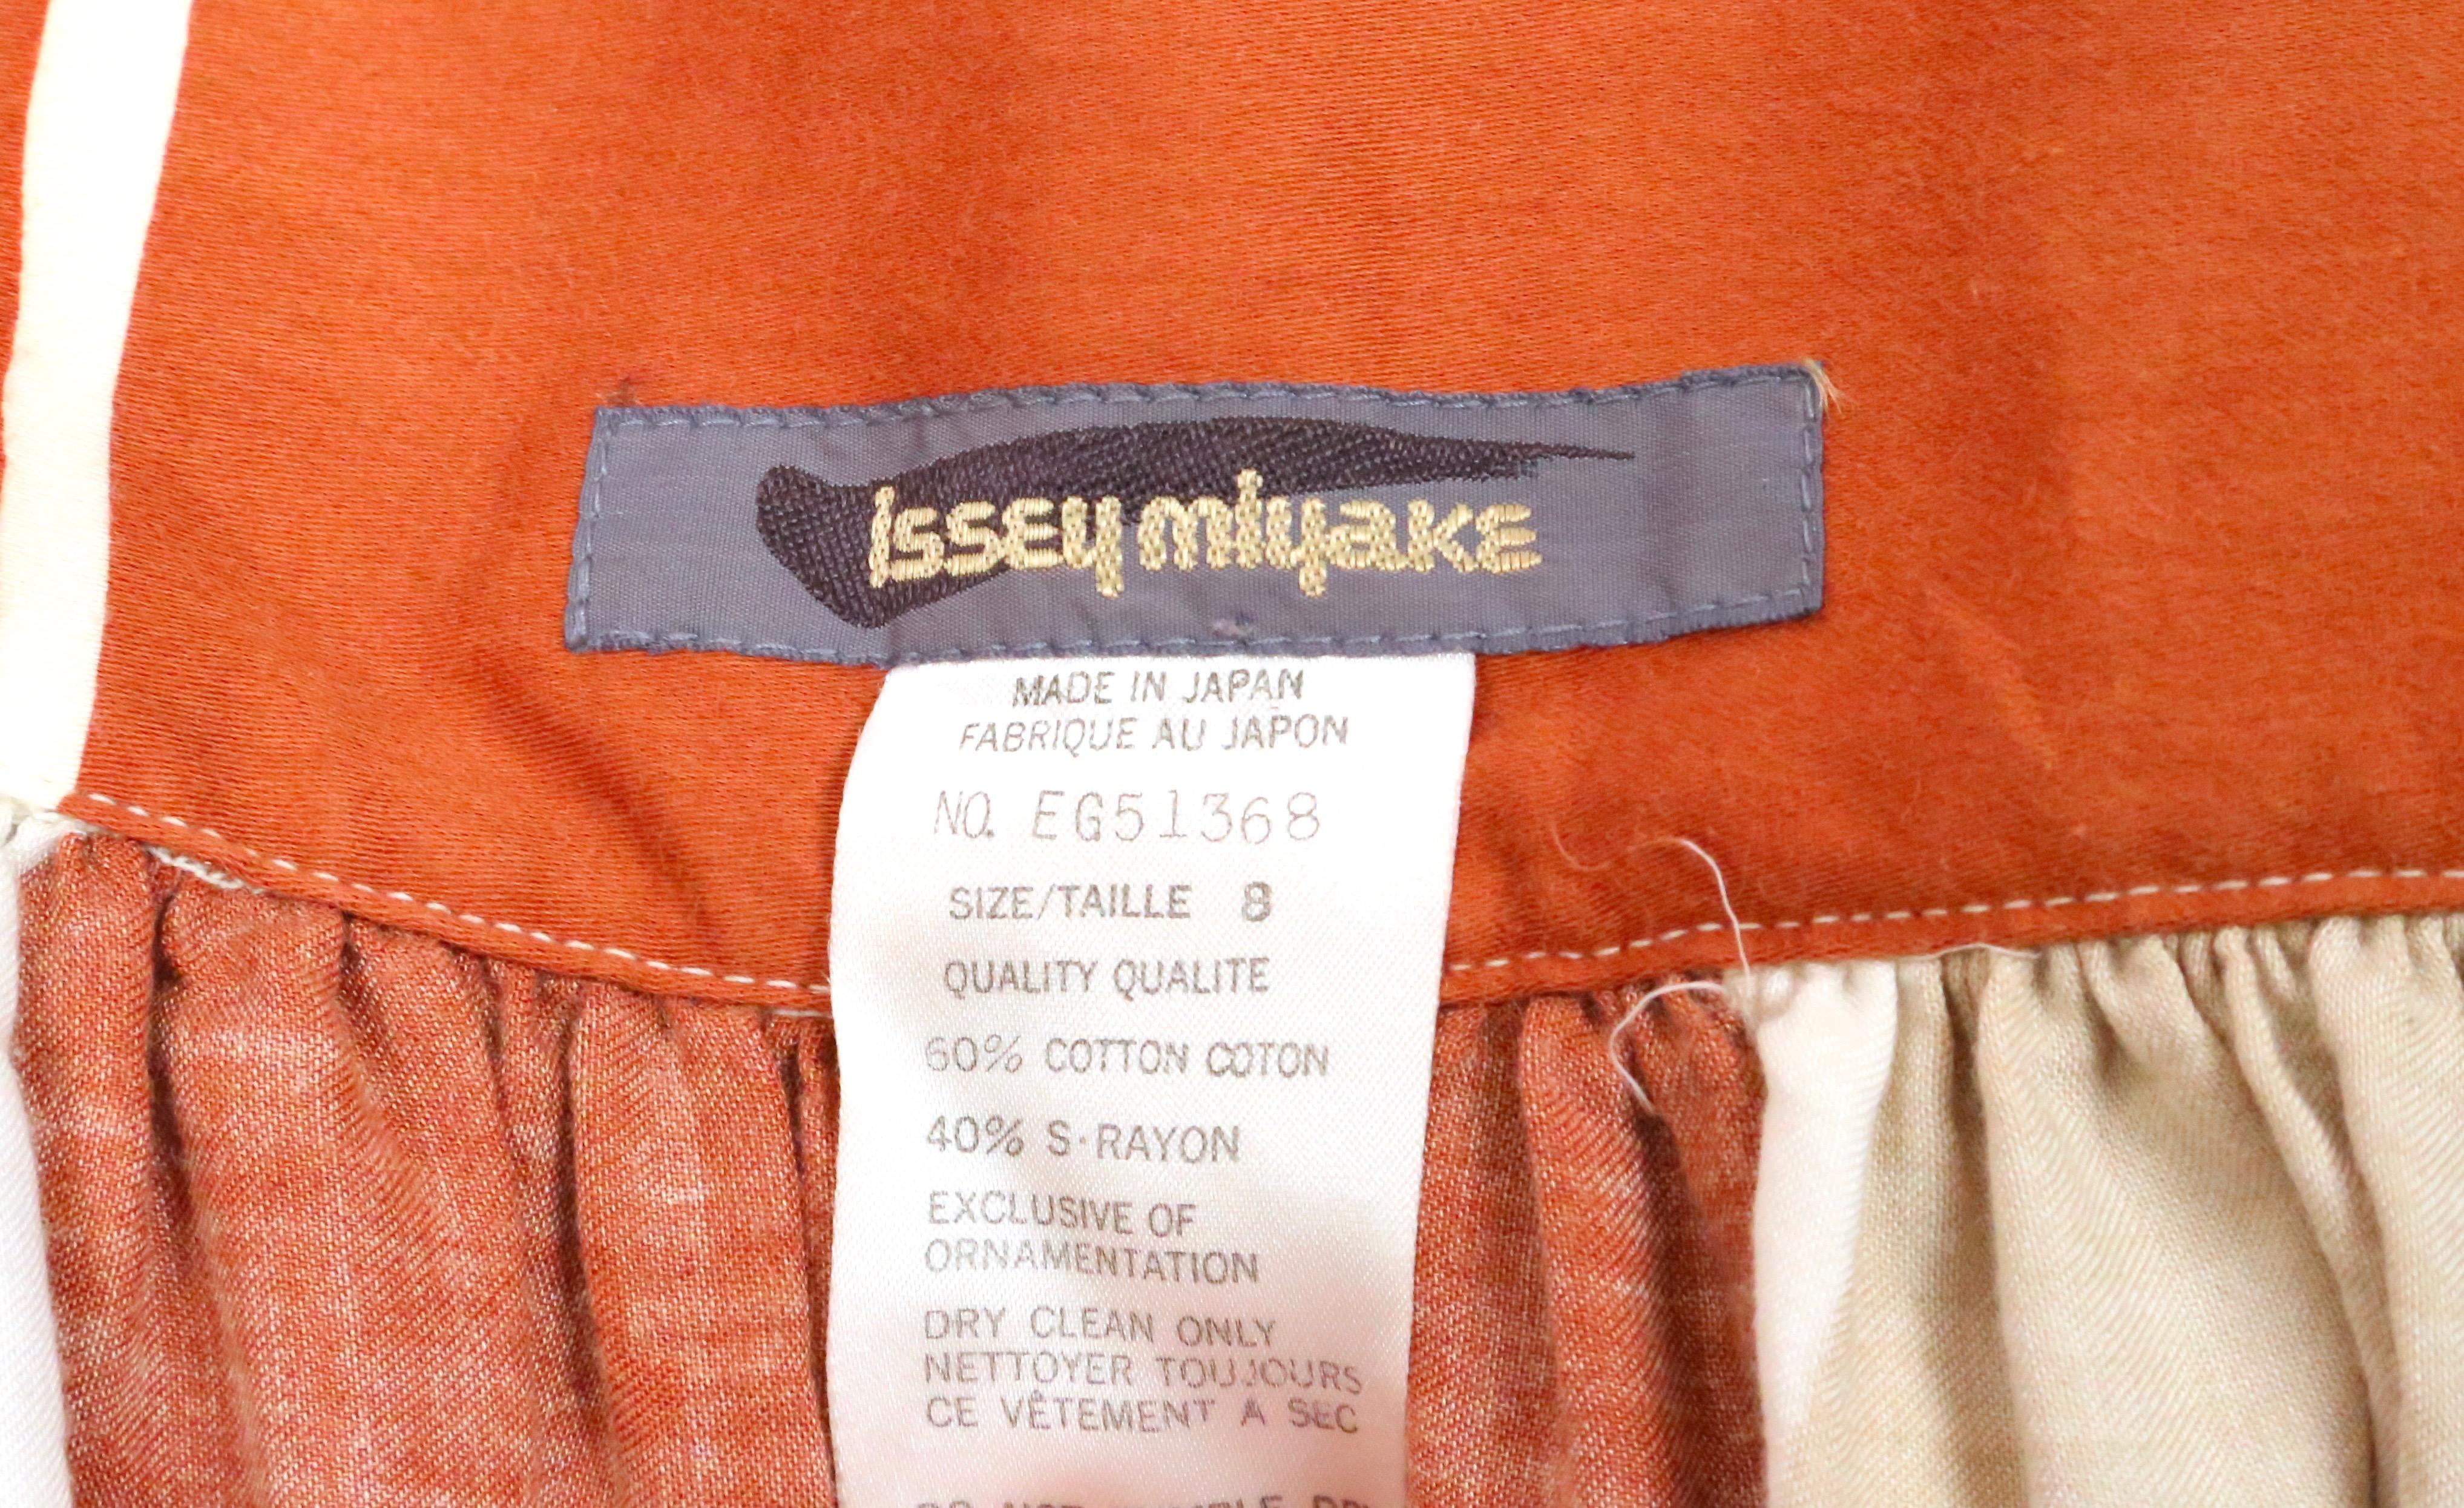 issey miyake
MADE IN JAPAN
FABRIQUE AU JAPON
NO. EG51368
SIZE/TAILLE 8
QUALITY QUALITE
60% COTTON COTON
40% S·RAYON
EXCLUSIVE OF
ORNAMENTATION
DRY CLEAN ONLY
NETTOYER TOUJOURS
CE VÊTEMENT A SEC
NOT